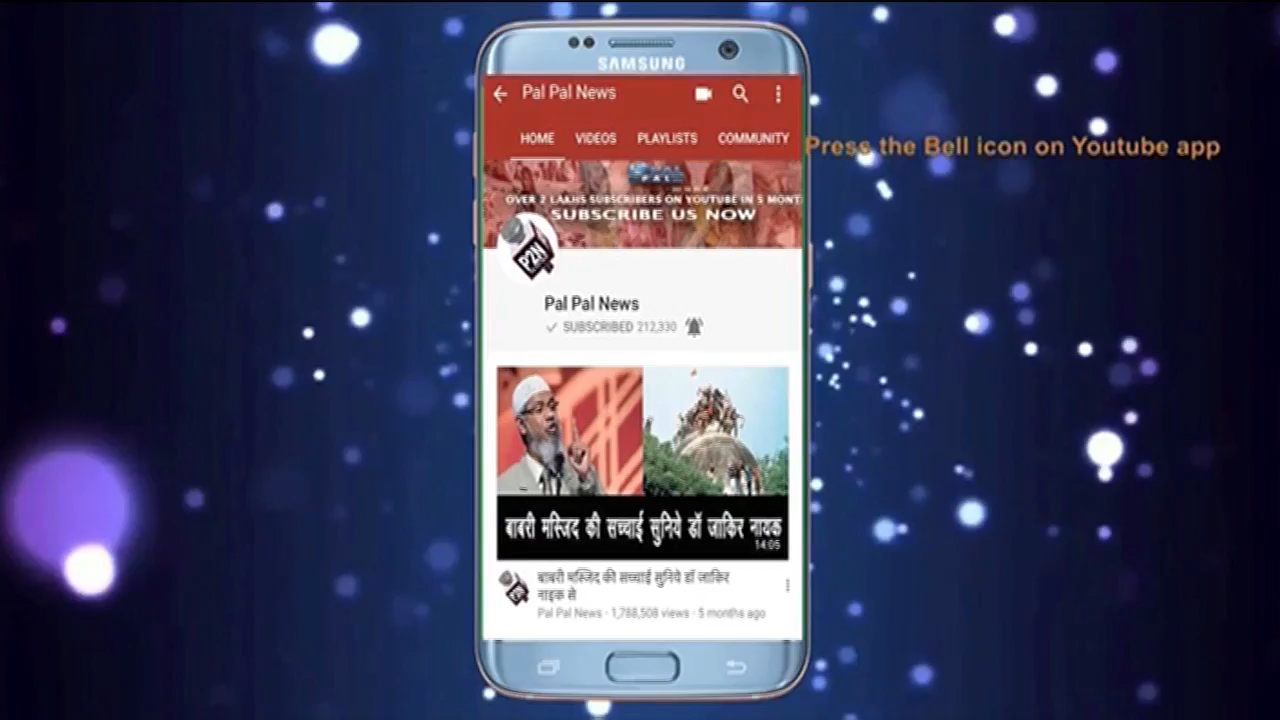 SAMSUNG
Pal Pal News
HOME VIDEOS PLAYLISTS COMMUNITY
Press the Bell icon on Youtube app
PAL
OVER 2 LAKHS SUBSCRIBERS ON YOUTUBE IN 5 MONT
SUBSCRIBE US NOW
P2N
Pal Pal News
SUBSCRIBED 212,330
बाबरी मस्जिद की सच्चाई सुनिये डॉ जाकिर नायक
14:05
बाबरी मस्जिद की सच्चाई सुनिये डॉ जाकिर
नाइक से
Pal Pal News · 1,788,508 views · 5 months ago